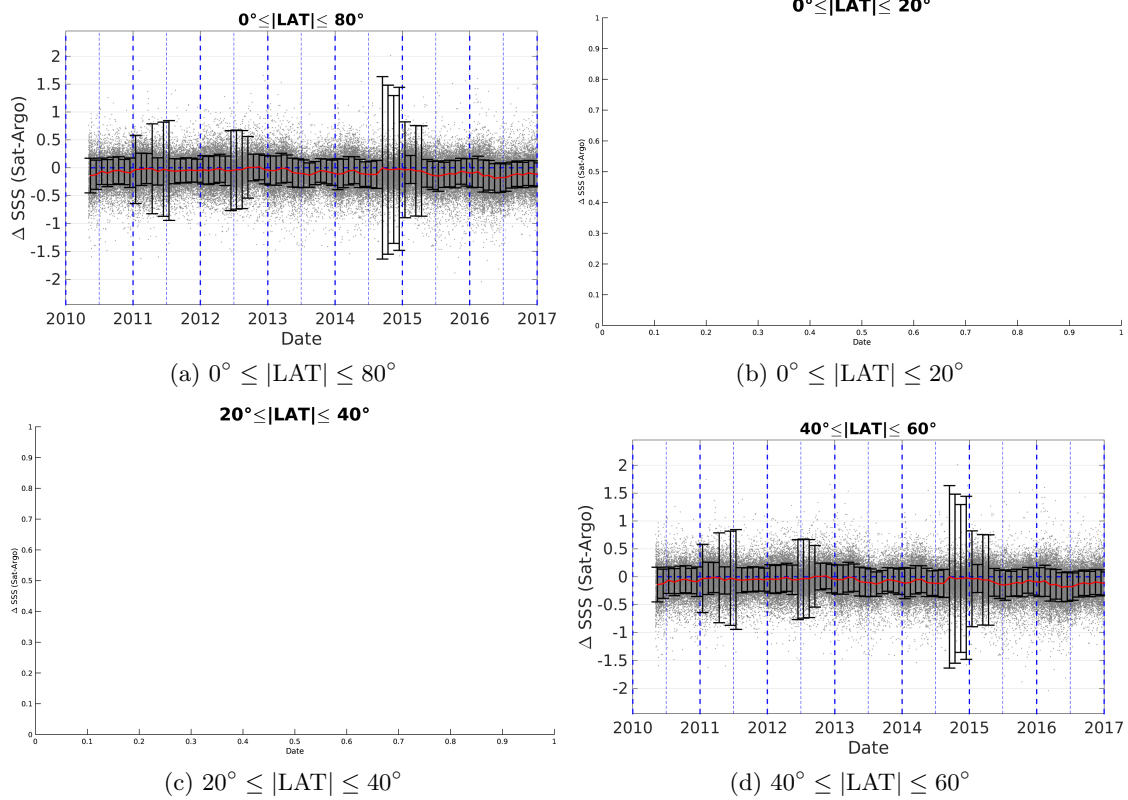 0°≤|LAT|≤ 80°
Δ SSS (Sat-Argo)
2
1.5
1
0.5
0
-0.5
-1
-1.5
-2
2010 2011 2012 2013 2014 2015 2016 2017
Date
(a) 0° ≤ |LAT| ≤ 80°
0°≤|LAT|≤ 20°
Δ SSS (Sat-Argo)
1
0.9
0.8
0.7
0.6
0.5
0.4
0.3
0.2
0.1
0
0 0.1 0.2 0.3 0.4 0.5 0.6 0.7 0.8 0.9 1
Date
(b) 0° ≤ |LAT| ≤ 20°
20°≤|LAT|≤ 40°
Δ SSS (Sat-Argo)
1
0.9
0.8
0.7
0.6
0.5
0.4
0.3
0.2
0.1
0
0 0.1 0.2 0.3 0.4 0.5 0.6 0.7 0.8 0.9 1
Date
(c) 20° ≤ |LAT| ≤ 40°
40°≤|LAT|≤ 60°
Δ SSS (Sat-Argo)
2
1.5
1
0.5
0
-0.5
-1
-1.5
-2
2010 2011 2012 2013 2014 2015 2016 2017
Date
(d) 40° ≤ |LAT| ≤ 60°